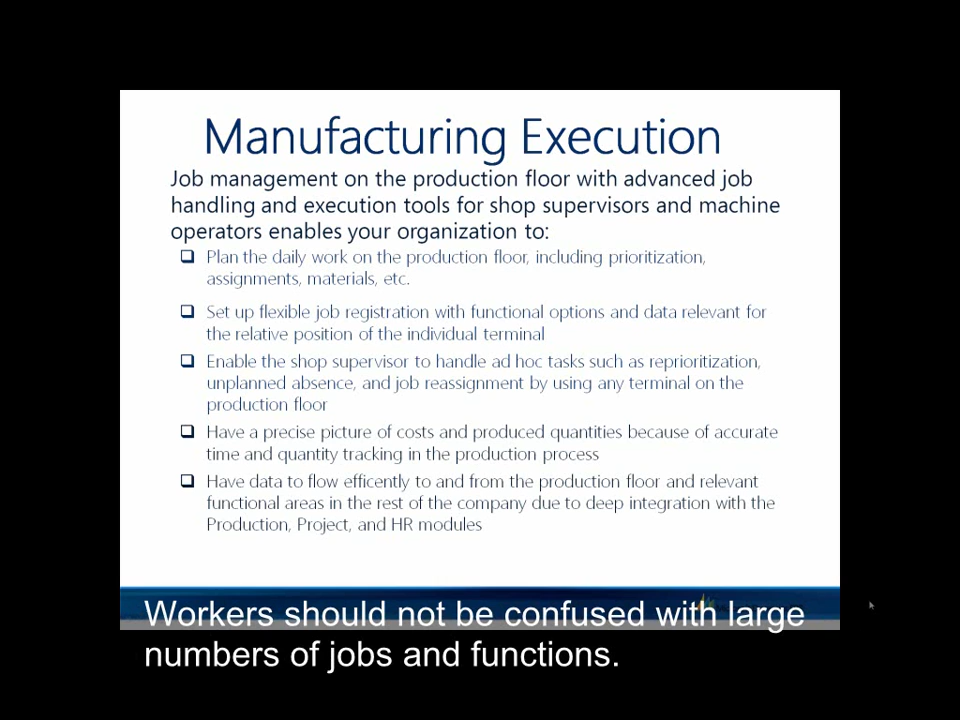 Manufacturing Execution
Job management on the production floor with advanced job
handling and execution tools for shop supervisors and machine
operators enables your organization to:
Plan the daily work on the production floor, including prioritization,
assignments, materials, etc.
Set up flexible job registration with functional options and data relevant for
the relative position of the individual terminal
Enable the shop supervisor to handle ad hoc tasks such as reprioritization,
unplanned absence, and job reassignment by using any terminal on the
production floor
Have a precise picture of costs and produced quantities because of accurate
time and quantity tracking in the production process
Have data to flow efficently to and from the production floor and relevant
functional areas in the rest of the company due to deep integration with the
Production, Project, and HR modules
Workers should not be confused with large
numbers of jobs and functions.